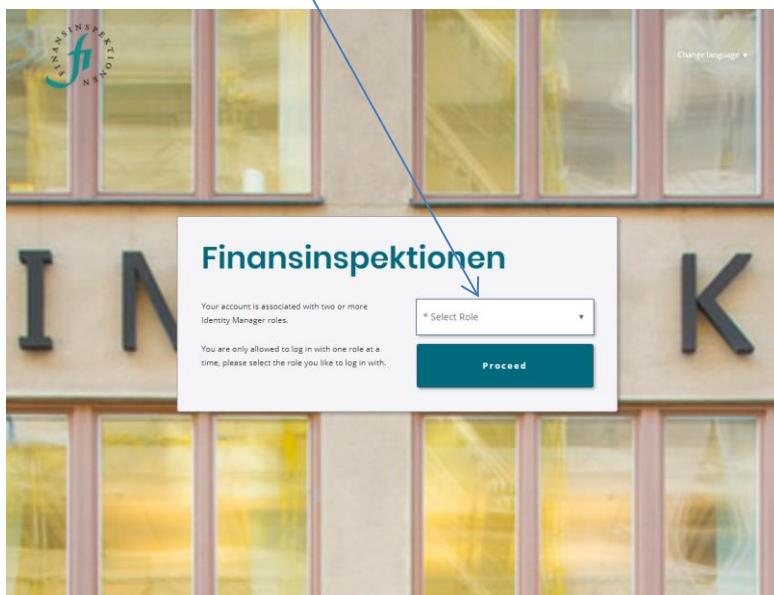 FINANSINSPEKTIONEN
fi
Change language ▾
I N K
Finansinspektionen
Your account is associated with two or more
Identity Manager roles.
You are only allowed to log in with one role at a
time, please select the role you like to log in with.
* Select Role ▾
Proceed